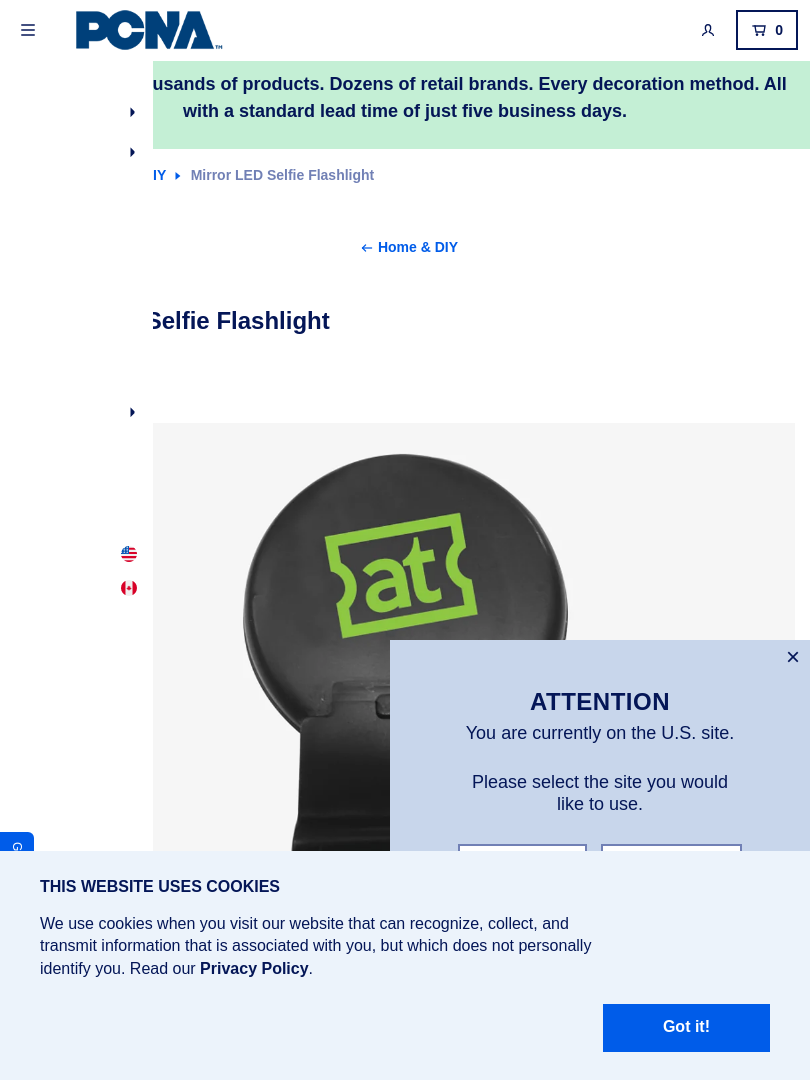 PCNA™
0
usands of products. Dozens of retail brands. Every decoration method. All
with a standard lead time of just five business days.
IY
Mirror LED Selfie Flashlight
Home & DIY
Selfie Flashlight
at
ATTENTION
You are currently on the U.S. site.
Please select the site you would
like to use.
G
THIS WEBSITE USES COOKIES
We use cookies when you visit our website that can recognize, collect, and
transmit information that is associated with you, but which does not personally
identify you. Read our Privacy Policy.
Got it!